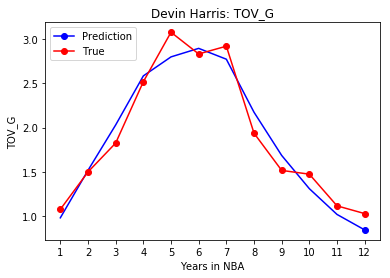 Devin Harris: TOV_G
Prediction
True
TOV_G
3.0
2.5
2.0
1.5
1.0
1 2 3 4 5 6 7 8 9 10 11 12
Years in NBA